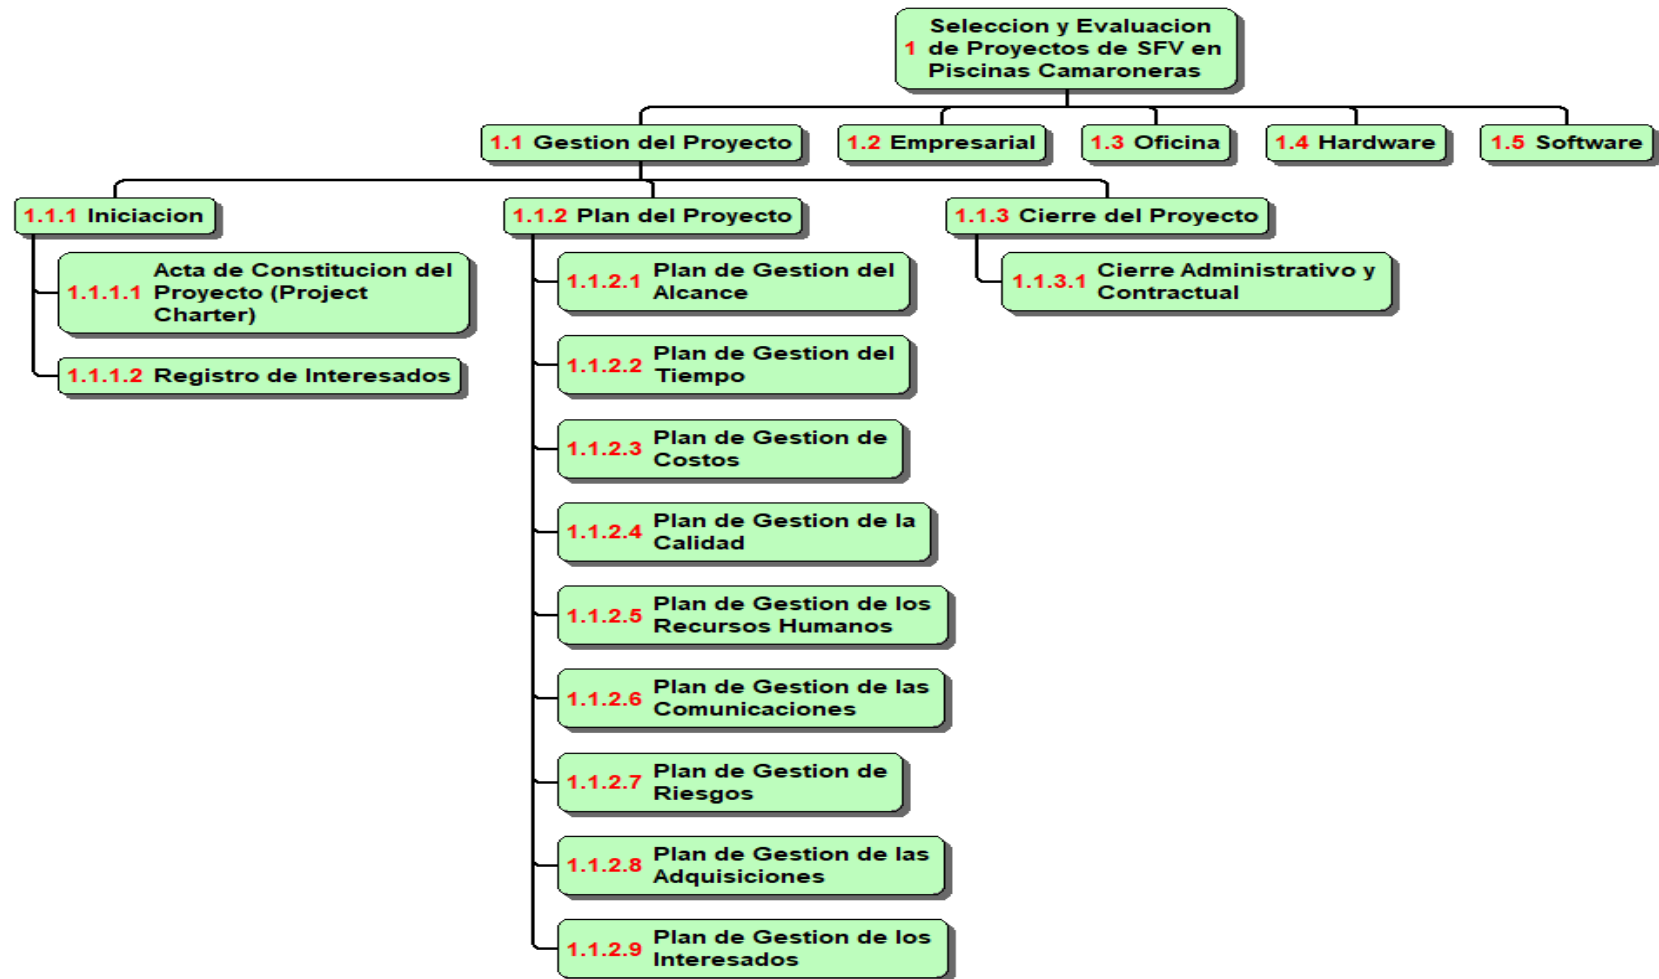 Seleccion y Evaluacion
1 de Proyectos de SFV en
Piscinas Camaroneras
1.1 Gestion del Proyecto
1.2 Empresarial
1.3 Oficina
1.4 Hardware
1.5 Software
1.1.1 Iniciacion
1.1.2 Plan del Proyecto
1.1.3 Cierre del Proyecto
Acta de Constitucion del
1.1.1.1 Proyecto (Project
Charter)
1.1.1.2 Registro de Interesados
1.1.2.1 Plan de Gestion del
Alcance
1.1.2.2 Plan de Gestion del
Tiempo
1.1.2.3 Plan de Gestion de
Costos
1.1.2.4 Plan de Gestion de la
Calidad
1.1.2.5 Plan de Gestion de los
Recursos Humanos
1.1.2.6 Plan de Gestion de las
Comunicaciones
1.1.2.7 Plan de Gestion de
Riesgos
1.1.2.8 Plan de Gestion de las
Adquisiciones
1.1.2.9 Plan de Gestion de los
Interesados
1.1.3.1 Cierre Administrativo y
Contractual